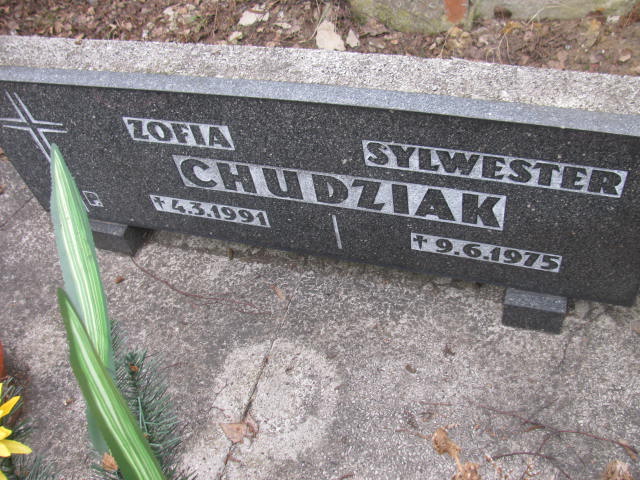 ZOFIA
SYLWESTER
CHUDZIAK
† 4.3.1991
† 9.6.1975